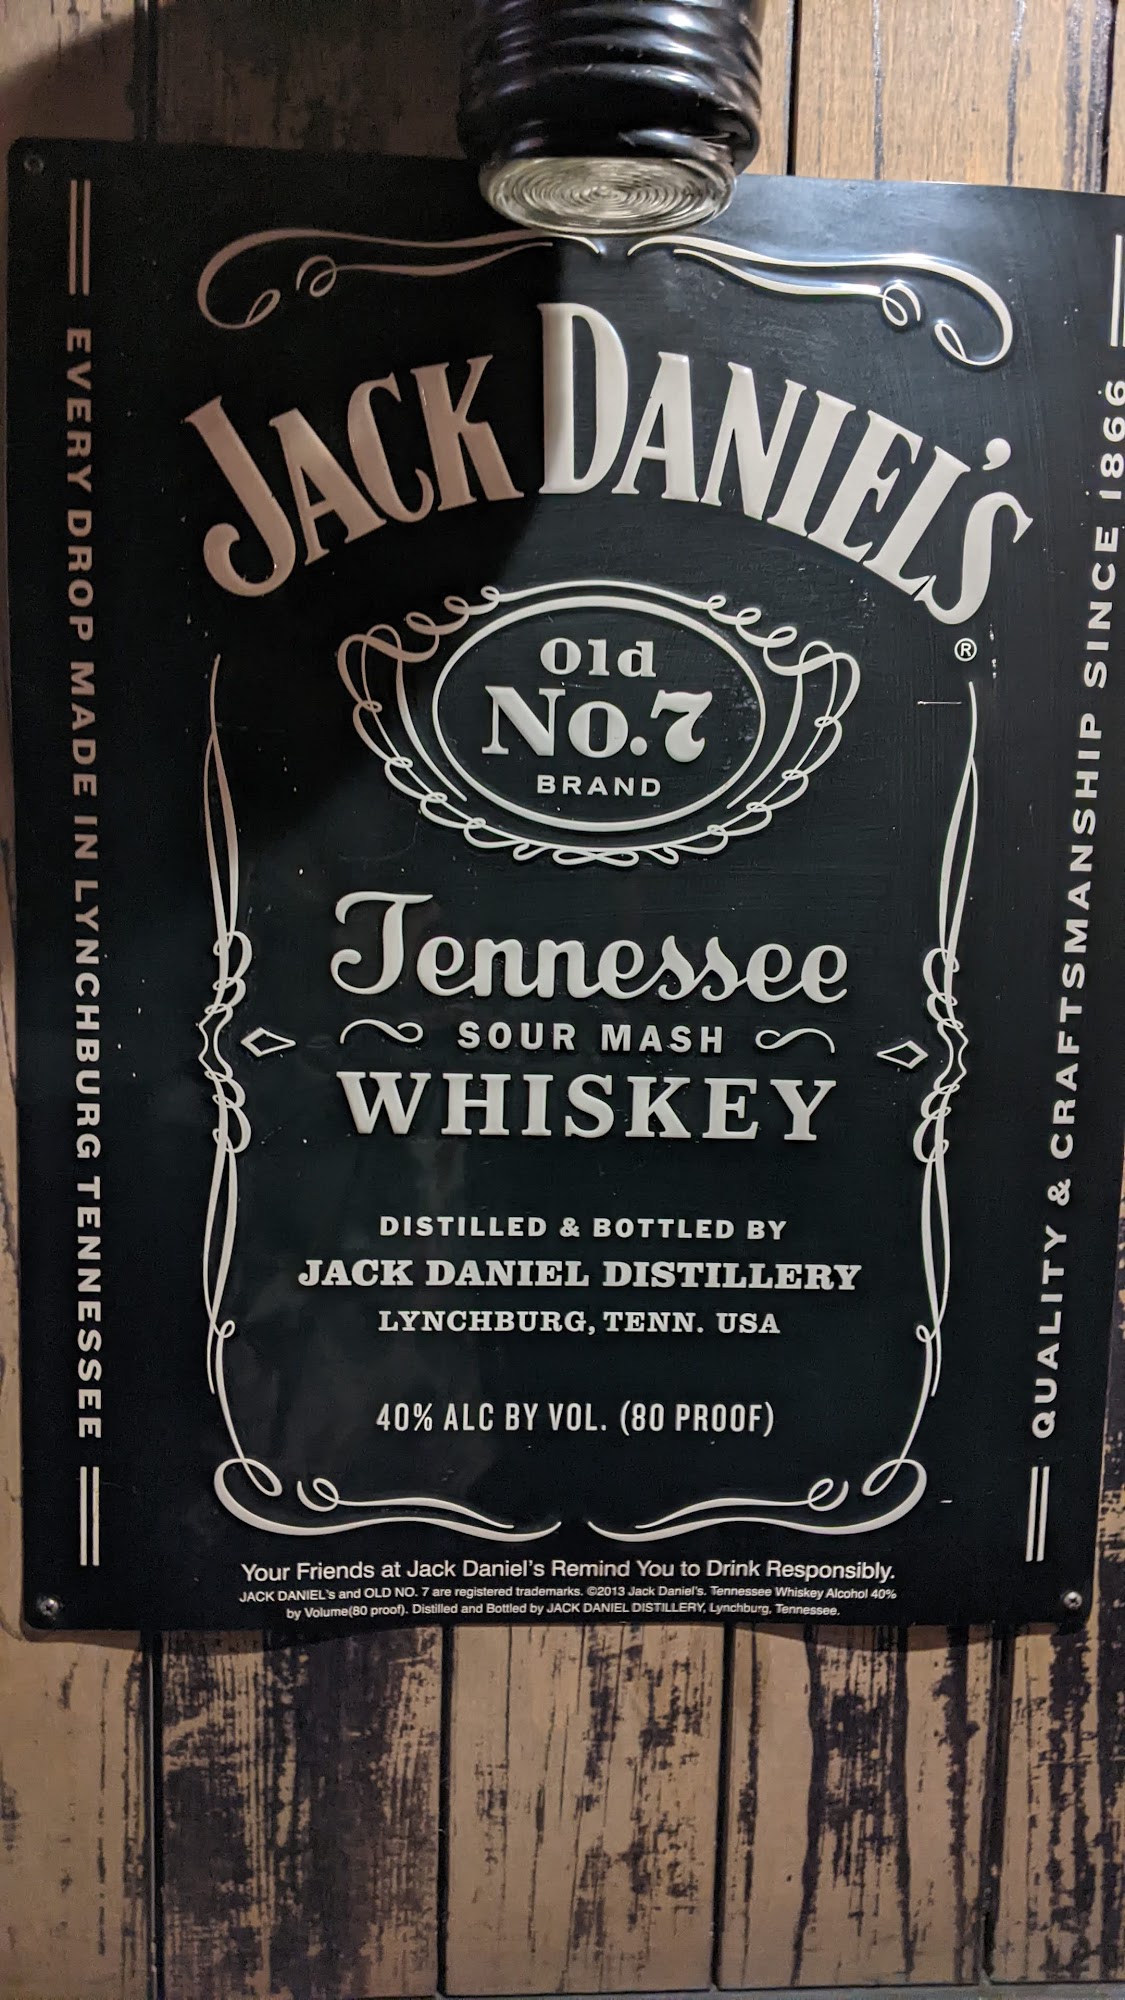 EVERY DROP MADE IN LYNCHBURG TENNESSEE
JACK DANIEL'S
®
Old
No.7
BRAND
Tennessee
SOUR MASH
WHISKEY
DISTILLED & BOTTLED BY
JACK DANIEL DISTILLERY
LYNCHBURG, TENN. USA
40% ALC BY VOL. (80 PROOF)
Your Friends at Jack Daniel's Remind You to Drink Responsibly.
JACK DANIEL's and OLD NO. 7 are registered trademarks. ©2013 Jack Daniel's. Tennessee Whiskey Alcohol 40%
by Volume(80 proof). Distilled and Bottled by JACK DANIEL DISTILLERY, Lynchburg, Tennessee.
QUALITY & CRAFTSMANSHIP SINCE 1866